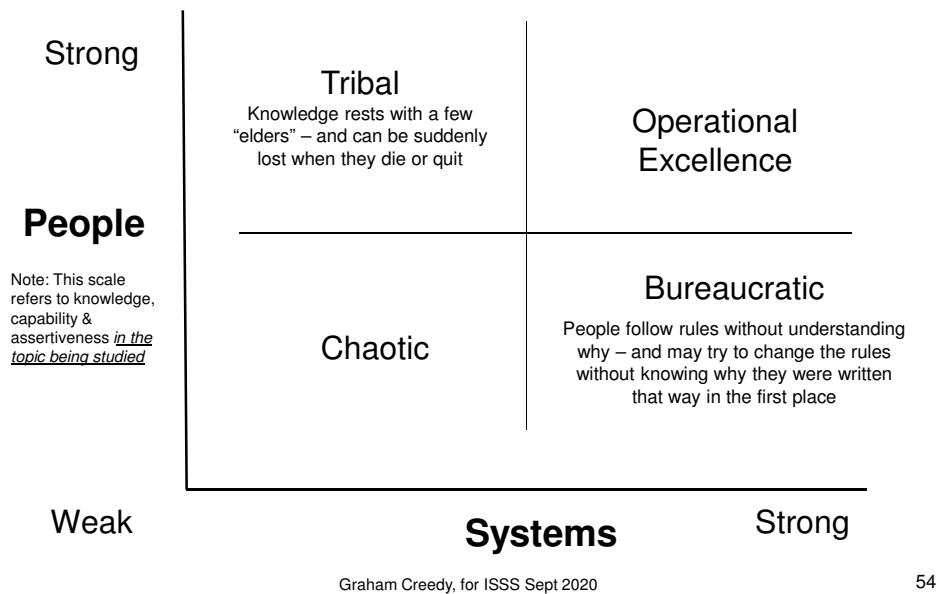 Strong
Tribal
Knowledge rests with a few
“elders” – and can be suddenly
lost when they die or quit
Operational
Excellence
People
Note: This scale
refers to knowledge,
capability &
assertiveness in the
topic being studied
Chaotic
Bureaucratic
People follow rules without understanding
why – and may try to change the rules
without knowing why they were written
that way in the first place
Weak
Systems
Strong
Graham Creedy, for ISSS Sept 2020
54